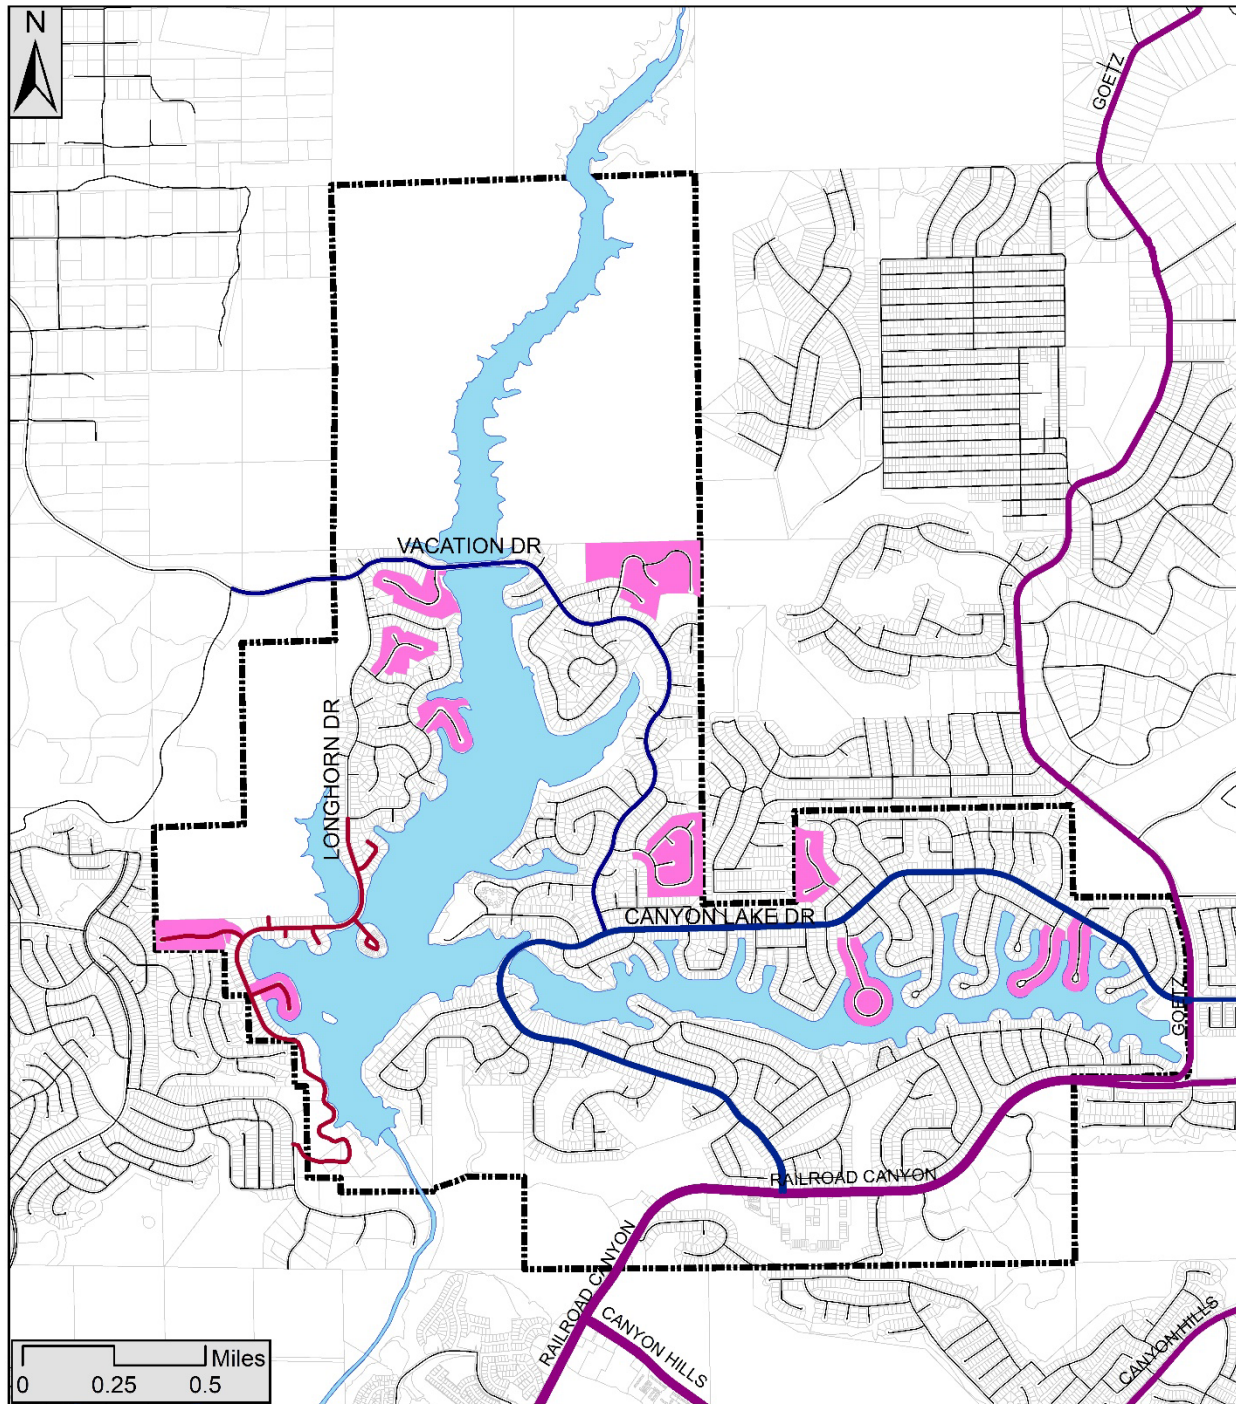 N
GOETZ
VACATION DR
LONGHORN DR
CANYON LAKE DR
GOETZ
RAILROAD CANYON
RAILROAD CANYON
CANYON HILLS
CANYON HILLS
Miles
0 0.25 0.5